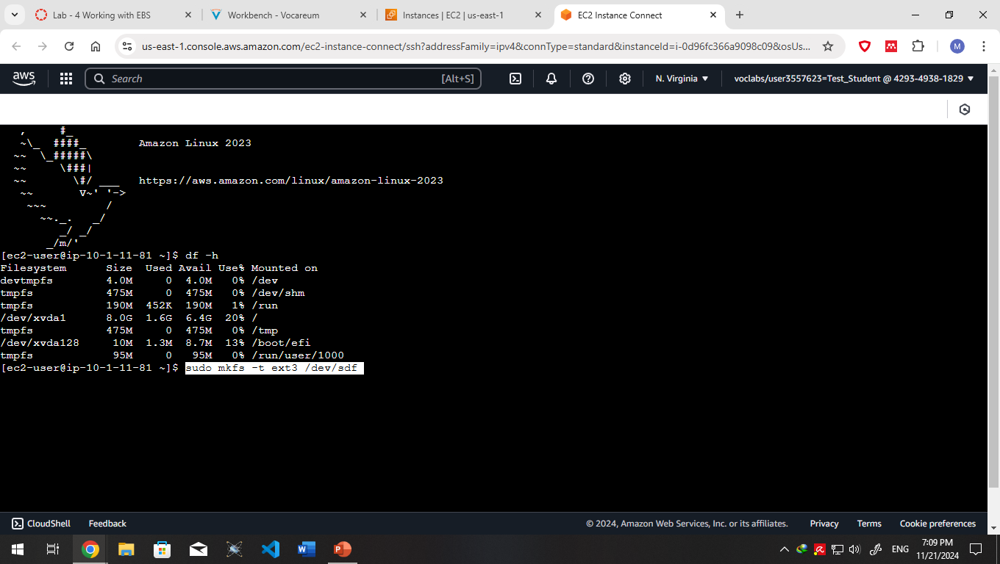 Lab - 4 Working with EBS
Workbench - Vocareum
Instances | EC2 | us-east-1
EC2 Instance Connect
us-east-1.console.aws.amazon.com/ec2-instance-connect/ssh?addressFamily=ipv4&connType=standard&instanceId=i-0d96fc366a9098c09&osUs...
M
aws
Search
[Alt+S]
N. Virginia
voclabs/user3557623=Test_Student @ 4293-4938-1829
   ,     #_
   ~\_  ####_        Amazon Linux 2023
  ~~  \_#####\
  ~~     \###|
  ~~       \#/ ___   https://aws.amazon.com/linux/amazon-linux-2023
   ~~       V~' '->
    ~~~         /
      ~~._.   _/
         _/ _/
       _/m/'
[ec2-user@ip-10-1-11-81 ~]$ df -h
Filesystem      Size  Used Avail Use% Mounted on
devtmpfs        4.0M     0  4.0M   0% /dev
tmpfs           475M     0  475M   0% /dev/shm
tmpfs           190M  452K  190M   1% /run
/dev/xvda1      8.0G  1.6G  6.4G  20% /
tmpfs           475M     0  475M   0% /tmp
/dev/xvda128     10M  1.3M  8.7M  13% /boot/efi
tmpfs            95M     0   95M   0% /run/user/1000
[ec2-user@ip-10-1-11-81 ~]$ sudo mkfs -t ext3 /dev/sdf
CloudShell
Feedback
© 2024, Amazon Web Services, Inc. or its affiliates.
Privacy
Terms
Cookie preferences
ENG
7:09 PM
11/21/2024